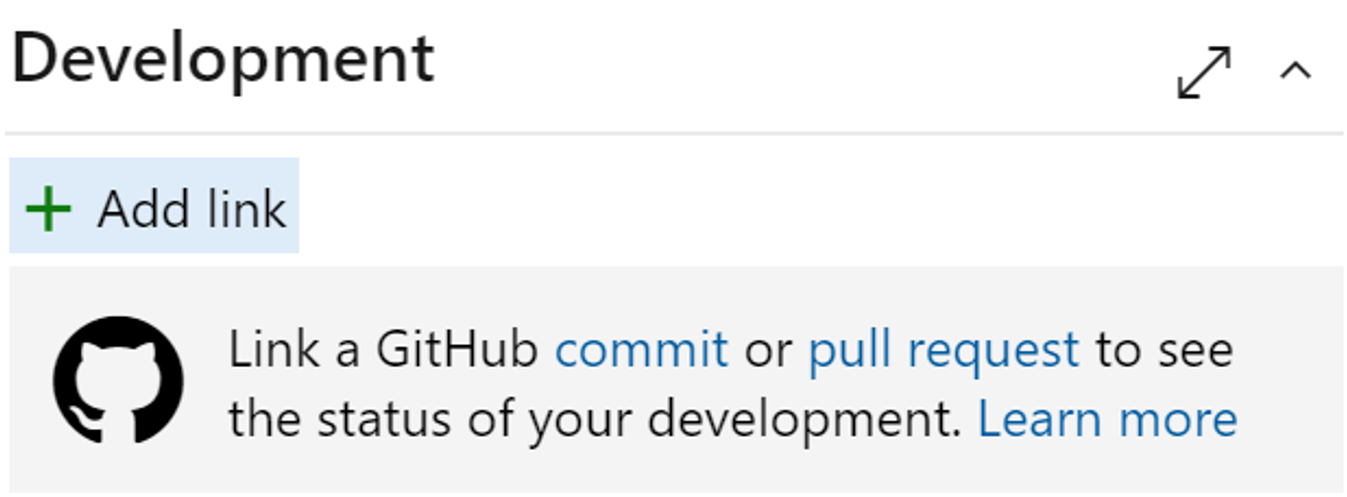 Development
Add link
Link a GitHub commit or pull request to see
the status of your development. Learn more